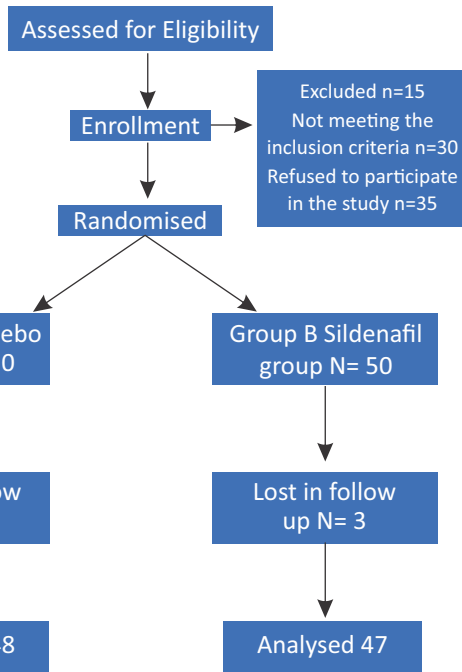 Assessed for Eligibility
Enrollment
Excluded n=15
Not meeting the
inclusion criteria n=30
Refused to participate
in the study n=35
Randomised
Group B Sildenafil
group N= 50
Lost in follow
up N= 3
Analysed 47